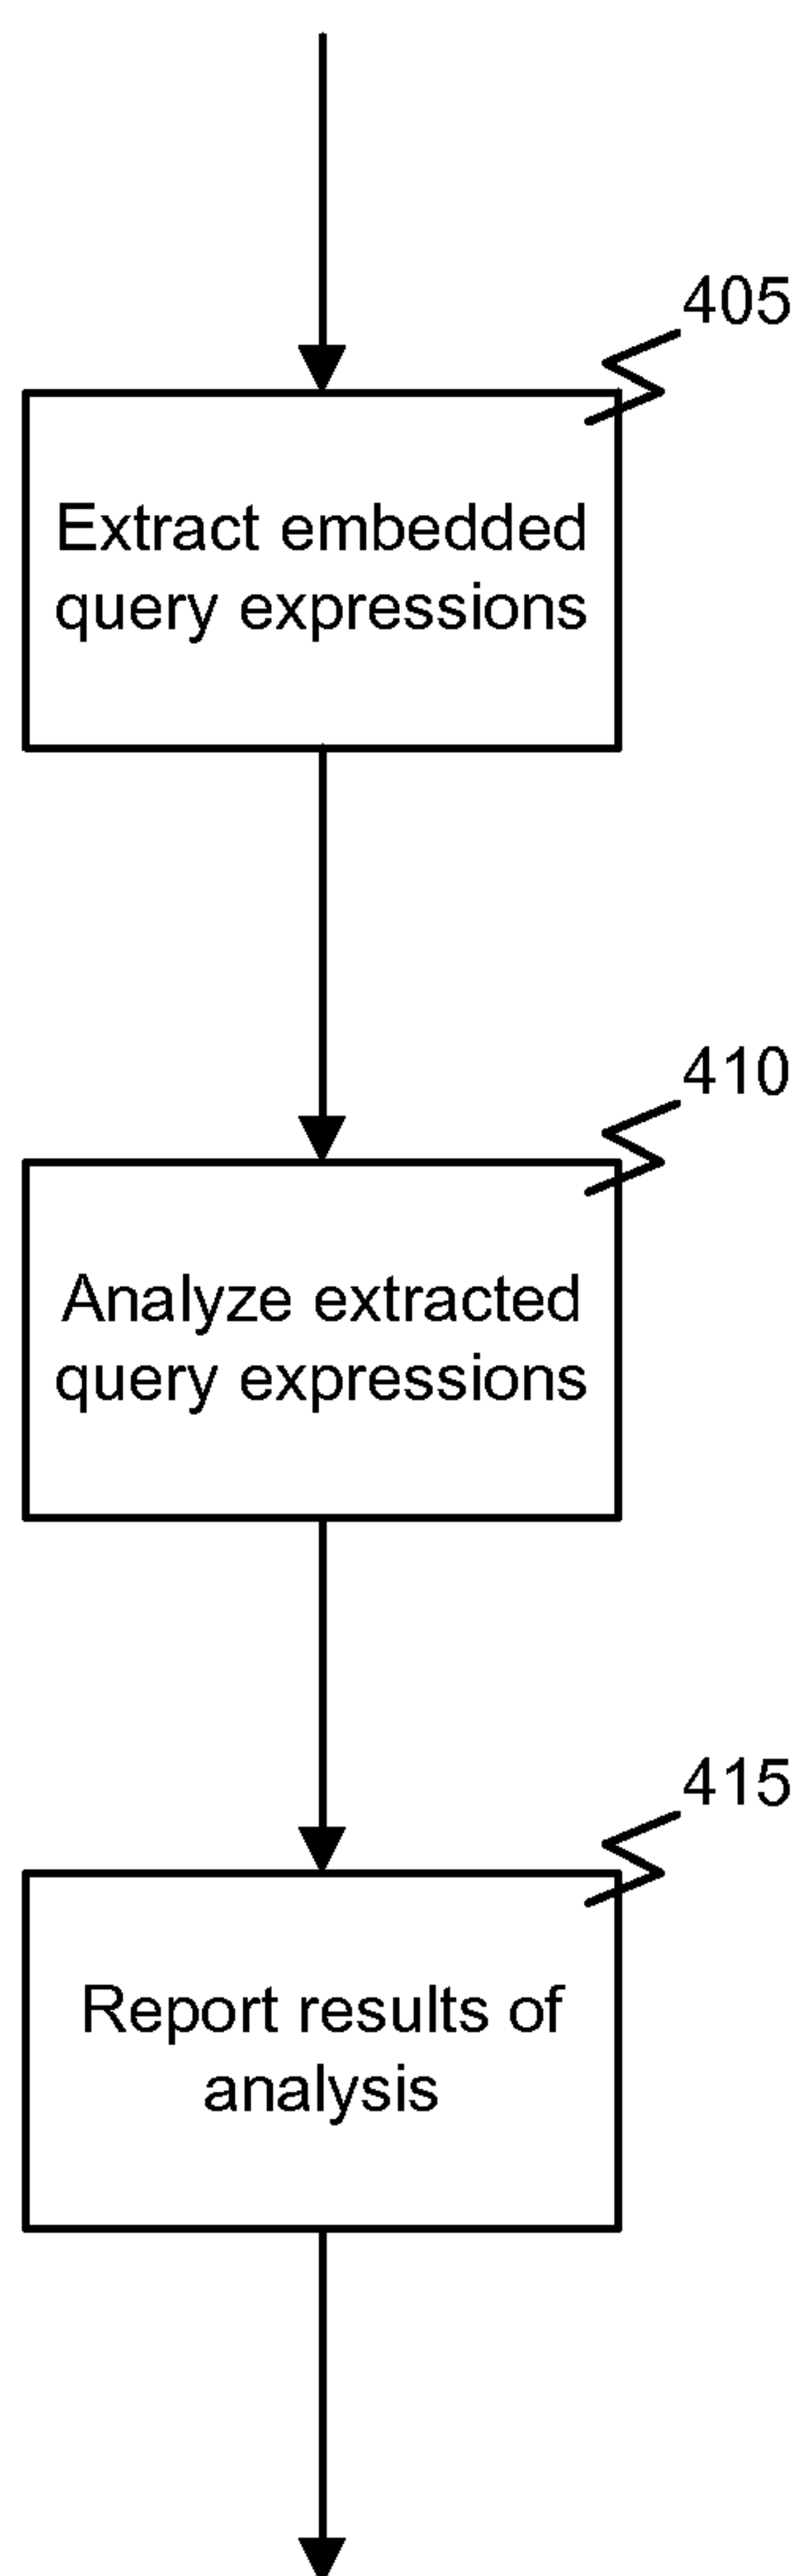 405
Extract embedded
query expressions
410
Analyze extracted
query expressions
415
Report results of
analysis